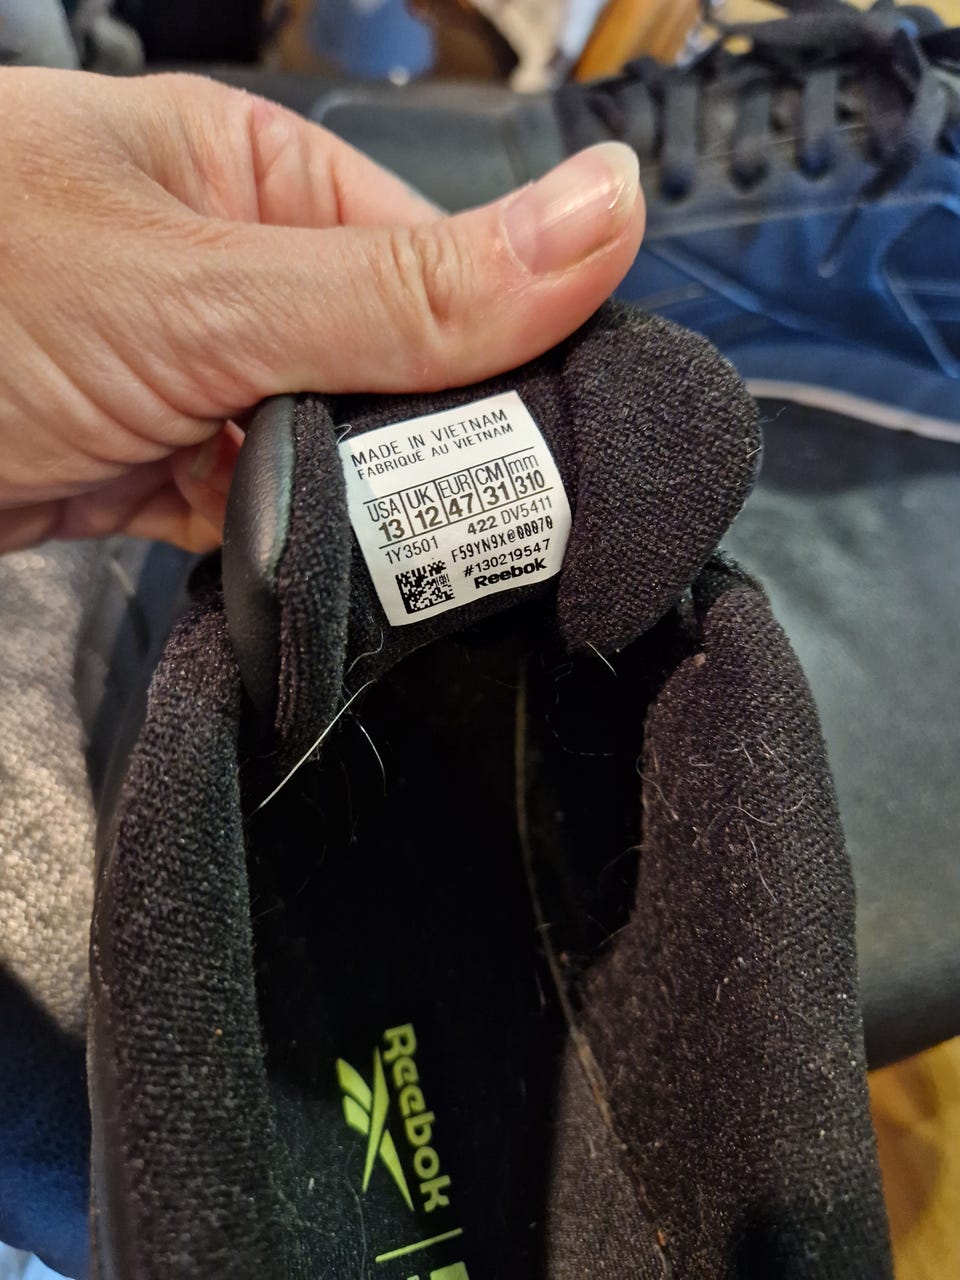 MADE IN VIETNAM
FABRIQUÉ AU VIETNAM
USA UK EUR CM mm
13 12 47 31 310
1Y3501 422 DV5411
F59YN9X@00070
#130219547
Reebok
Reebok